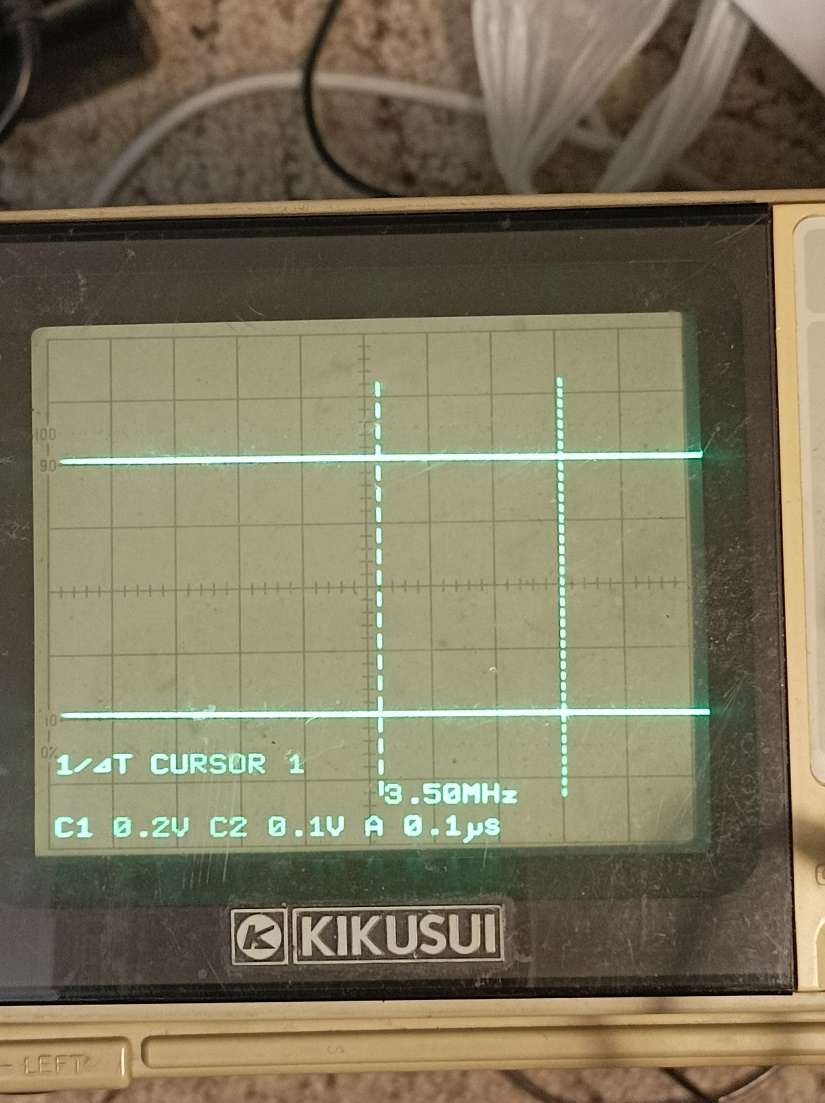 100
90
10
0%
1/⊿T CURSOR 1
3.50MHz
C1 0.2V C2 0.1V A 0.1µs
K KIKUSUI
LEFT